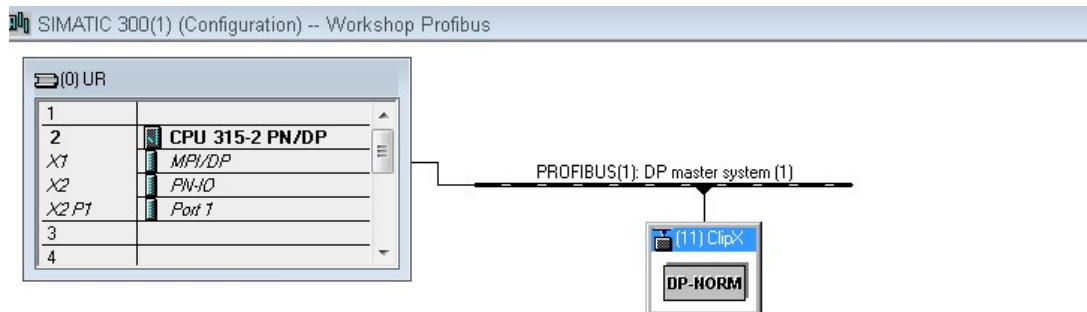 SIMATIC 300(1) (Configuration) -- Workshop Profibus
(0) UR
1
2 CPU 315-2 PN/DP
X1 MPI/DP
X2 PN-IO
X2 P1 Port 1
3
4
PROFIBUS(1): DP master system (1)
(11) ClipX
DP-NORM